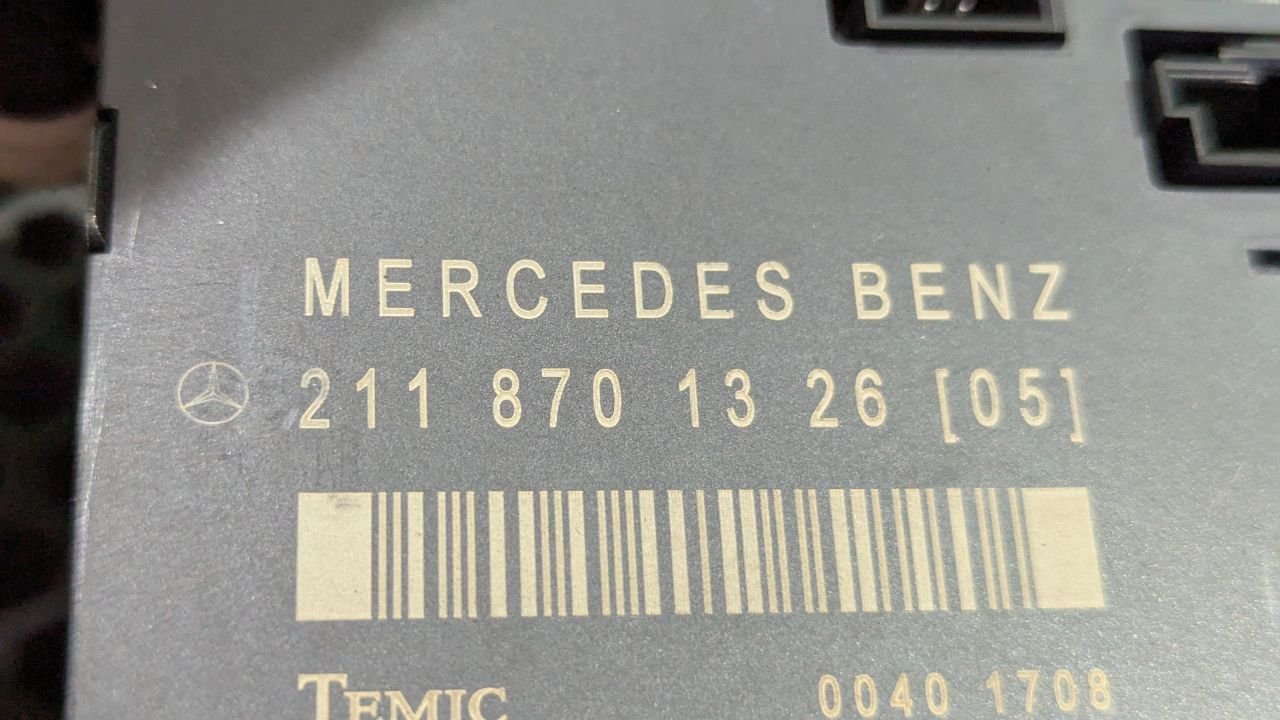 MERCEDES BENZ
211 870 13 26 [05]
TEMIC 0040 1708